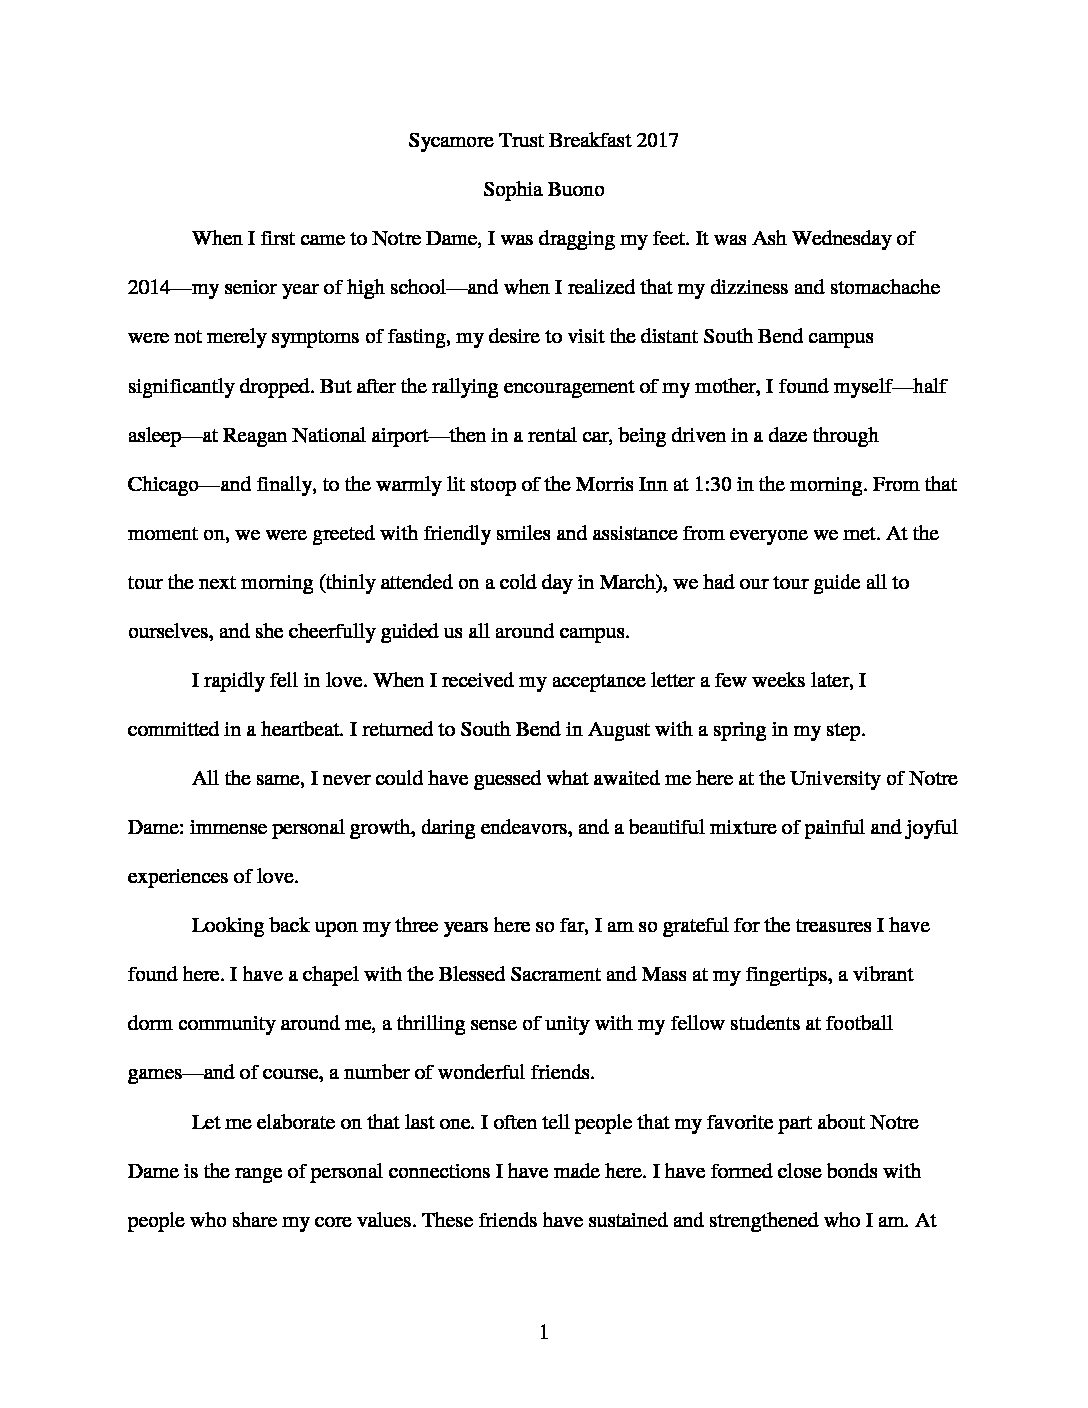 Sycamore Trust Breakfast 2017
Sophia Buono
When I first came to Notre Dame, I was dragging my feet. It was Ash Wednesday of
2014—my senior year of high school—and when I realized that my dizziness and stomachache
were not merely symptoms of fasting, my desire to visit the distant South Bend campus
significantly dropped. But after the rallying encouragement of my mother, I found myself—half
asleep—at Reagan National airport—then in a rental car, being driven in a daze through
Chicago—and finally, to the warmly lit stoop of the Morris Inn at 1:30 in the morning. From that
moment on, we were greeted with friendly smiles and assistance from everyone we met. At the
tour the next morning (thinly attended on a cold day in March), we had our tour guide all to
ourselves, and she cheerfully guided us all around campus.
I rapidly fell in love. When I received my acceptance letter a few weeks later, I
committed in a heartbeat. I returned to South Bend in August with a spring in my step.
All the same, I never could have guessed what awaited me here at the University of Notre
Dame: immense personal growth, daring endeavors, and a beautiful mixture of painful and joyful
experiences of love.
Looking back upon my three years here so far, I am so grateful for the treasures I have
found here. I have a chapel with the Blessed Sacrament and Mass at my fingertips, a vibrant
dorm community around me, a thrilling sense of unity with my fellow students at football
games—and of course, a number of wonderful friends.
Let me elaborate on that last one. I often tell people that my favorite part about Notre
Dame is the range of personal connections I have made here. I have formed close bonds with
people who share my core values. These friends have sustained and strengthened who I am. At
1